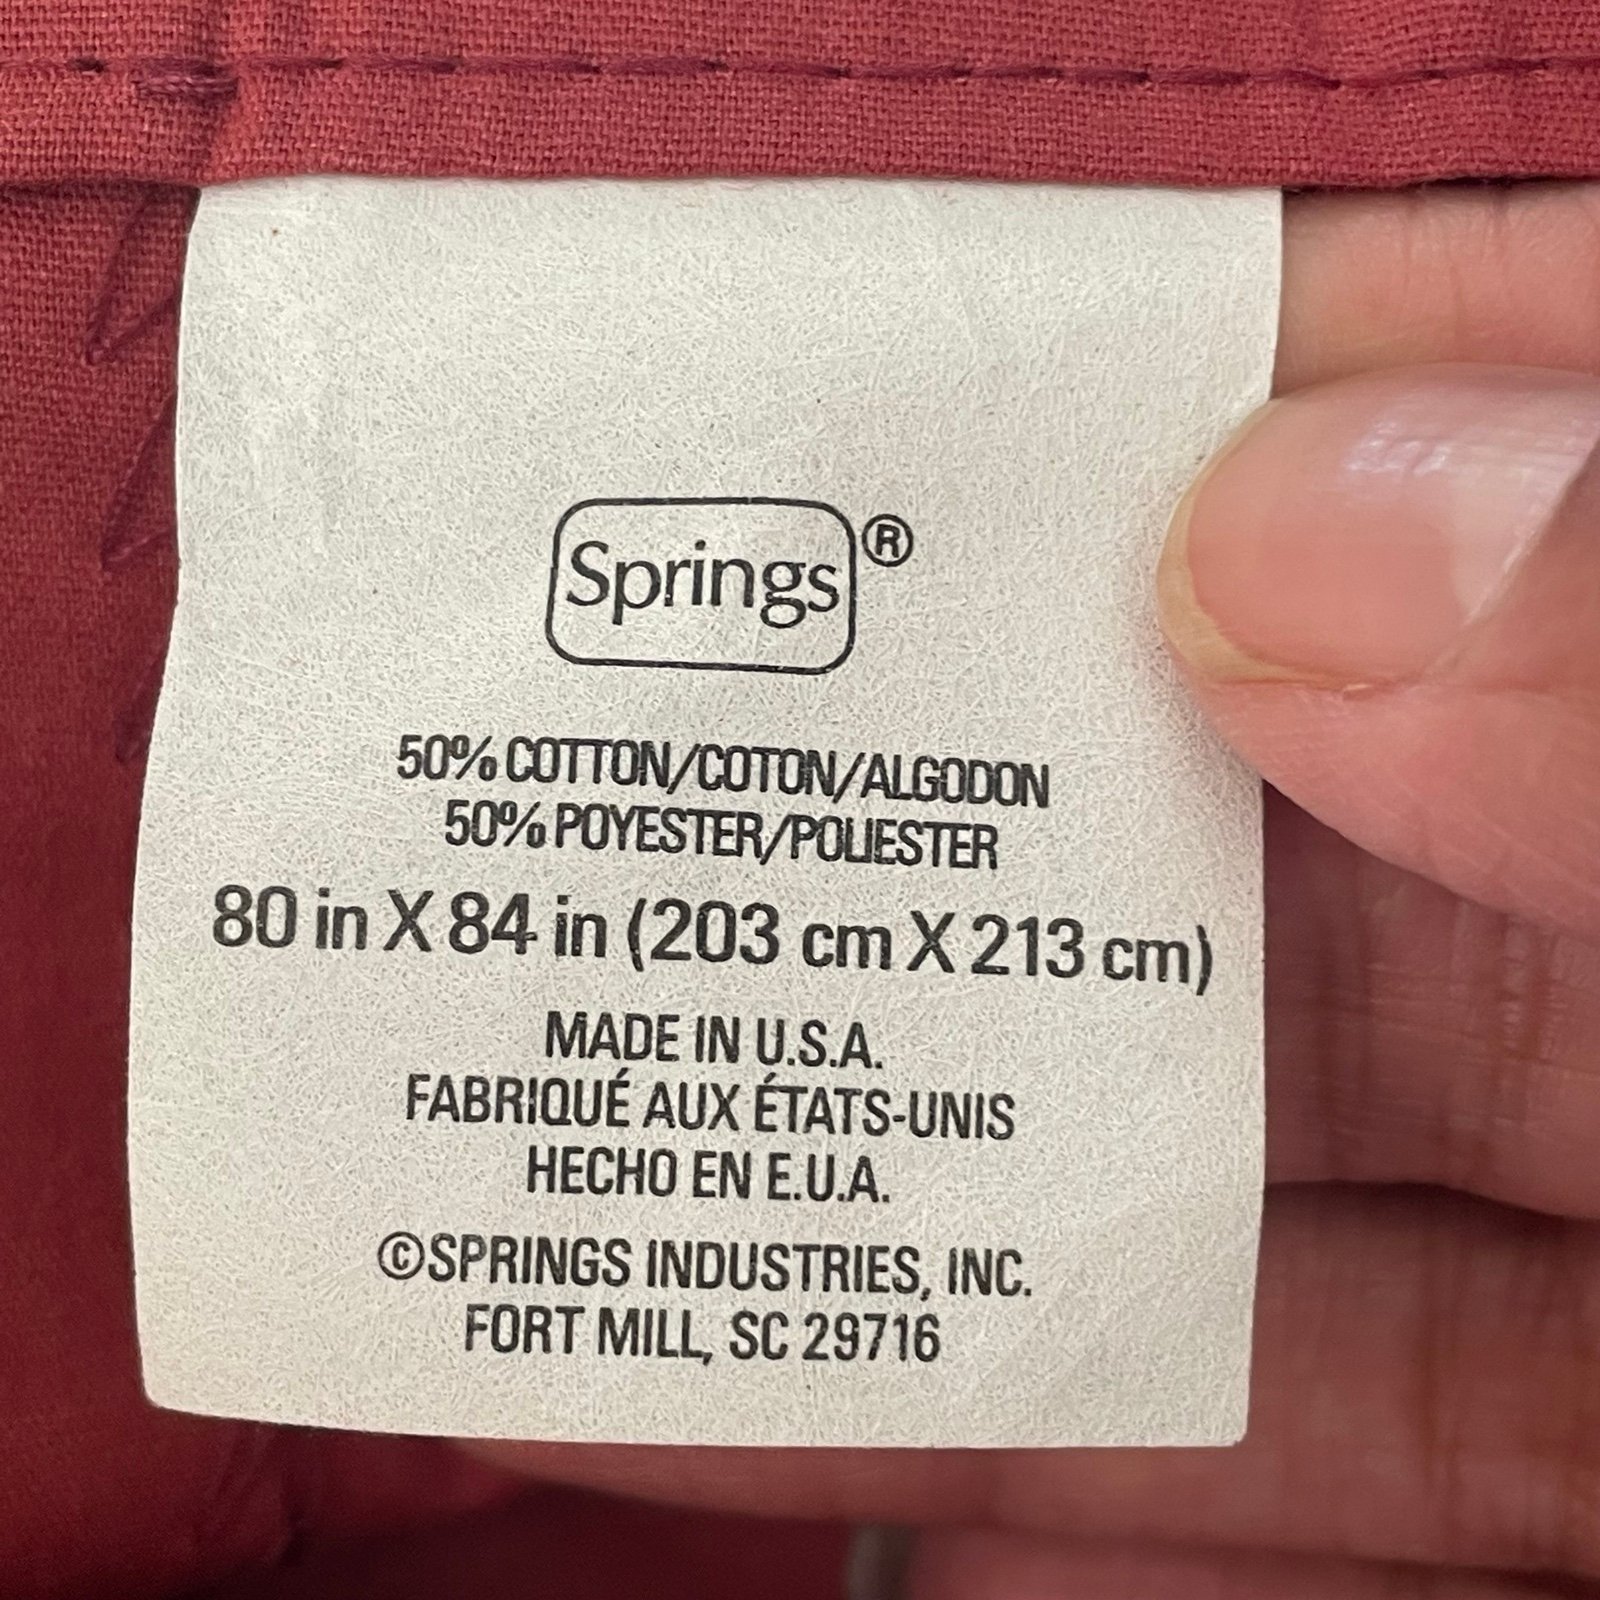 Springs®
50% COTTON/COTON/ALGODON
50% POYESTER/POLIESTER
80 in X 84 in (203 cm X 213 cm)
MADE IN U.S.A.
FABRIQUÉ AUX ÉTATS-UNIS
HECHO EN E.U.A.
©SPRINGS INDUSTRIES, INC.
FORT MILL, SC 29716